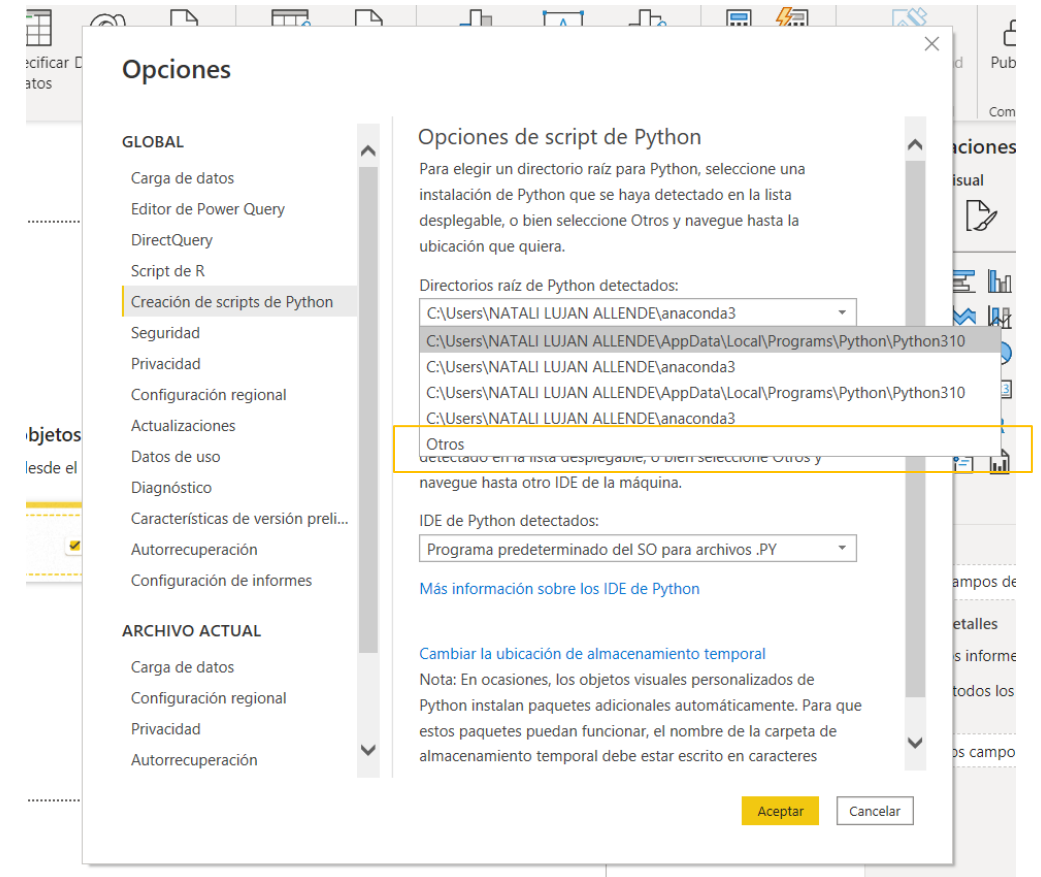 ecificar D
atos
d
Pub
Com
Opciones
GLOBAL
Carga de datos
Editor de Power Query
DirectQuery
Script de R
Creación de scripts de Python
Seguridad
Privacidad
Configuración regional
Actualizaciones
Datos de uso
Diagnóstico
Características de versión preli...
Autorrecuperación
Configuración de informes
ARCHIVO ACTUAL
Carga de datos
Configuración regional
Privacidad
Autorrecuperación
Opciones de script de Python
Para elegir un directorio raíz para Python, seleccione una
instalación de Python que se haya detectado en la lista
desplegable, o bien seleccione Otros y navegue hasta la
ubicación que quiera.
Directorios raíz de Python detectados:
C:\Users\NATALI LUJAN ALLENDE\anaconda3
C:\Users\NATALI LUJAN ALLENDE\AppData\Local\Programs\Python\Python310
C:\Users\NATALI LUJAN ALLENDE\anaconda3
C:\Users\NATALI LUJAN ALLENDE\AppData\Local\Programs\Python\Python310
C:\Users\NATALI LUJAN ALLENDE\anaconda3
Otros
detectado en la lista desplegable, o bien seleccione Otros y
navegue hasta otro IDE de la máquina.
IDE de Python detectados:
Programa predeterminado del SO para archivos .PY
Más información sobre los IDE de Python
Cambiar la ubicación de almacenamiento temporal
Nota: En ocasiones, los objetos visuales personalizados de
Python instalan paquetes adicionales automáticamente. Para que
estos paquetes puedan funcionar, el nombre de la carpeta de
almacenamiento temporal debe estar escrito en caracteres
Aceptar
Cancelar
bjetos
desde el
aciones
isual
ampos de
etalles
s informe
todos los
os campo